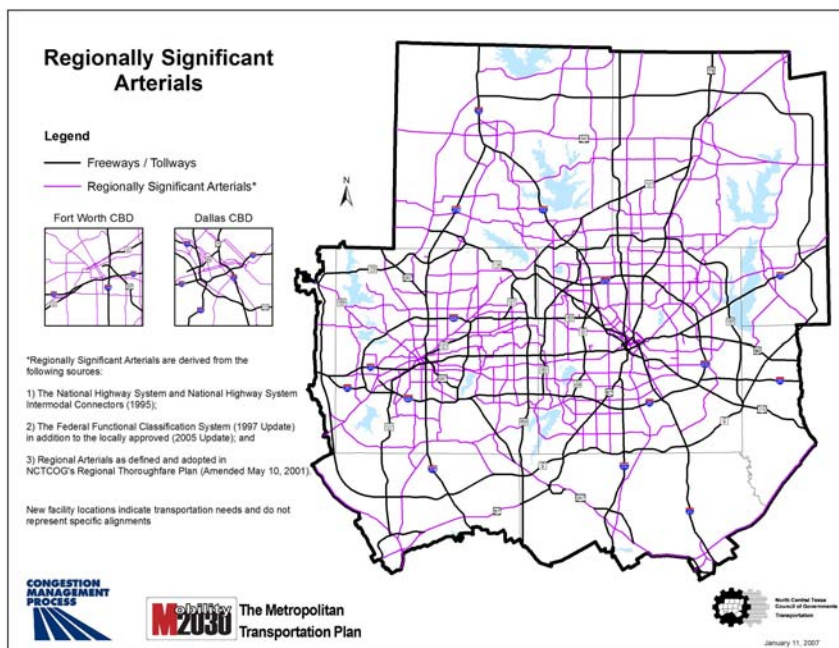 Regionally Significant
Arterials
Legend
Freeways / Tollways
Regionally Significant Arterials*
N
Fort Worth CBD
Dallas CBD
*Regionally Significant Arterials are derived from the
following sources:
1) The National Highway System and National Highway System
Intermodal Connectors (1995);
2) The Federal Functional Classification System (1997 Update)
in addition to the locally approved (2005 Update); and
3) Regional Arterials as defined and adopted in
NCTCOG's Regional Thoroughfare Plan (Amended May 10, 2001).
New facility locations indicate transportation needs and do not
represent specific alignments
CONGESTION
MANAGEMENT
PROCESS
Mobility
2030
The Metropolitan
Transportation Plan
North Central Texas
Council of Governments
Transportation
January 11, 2007